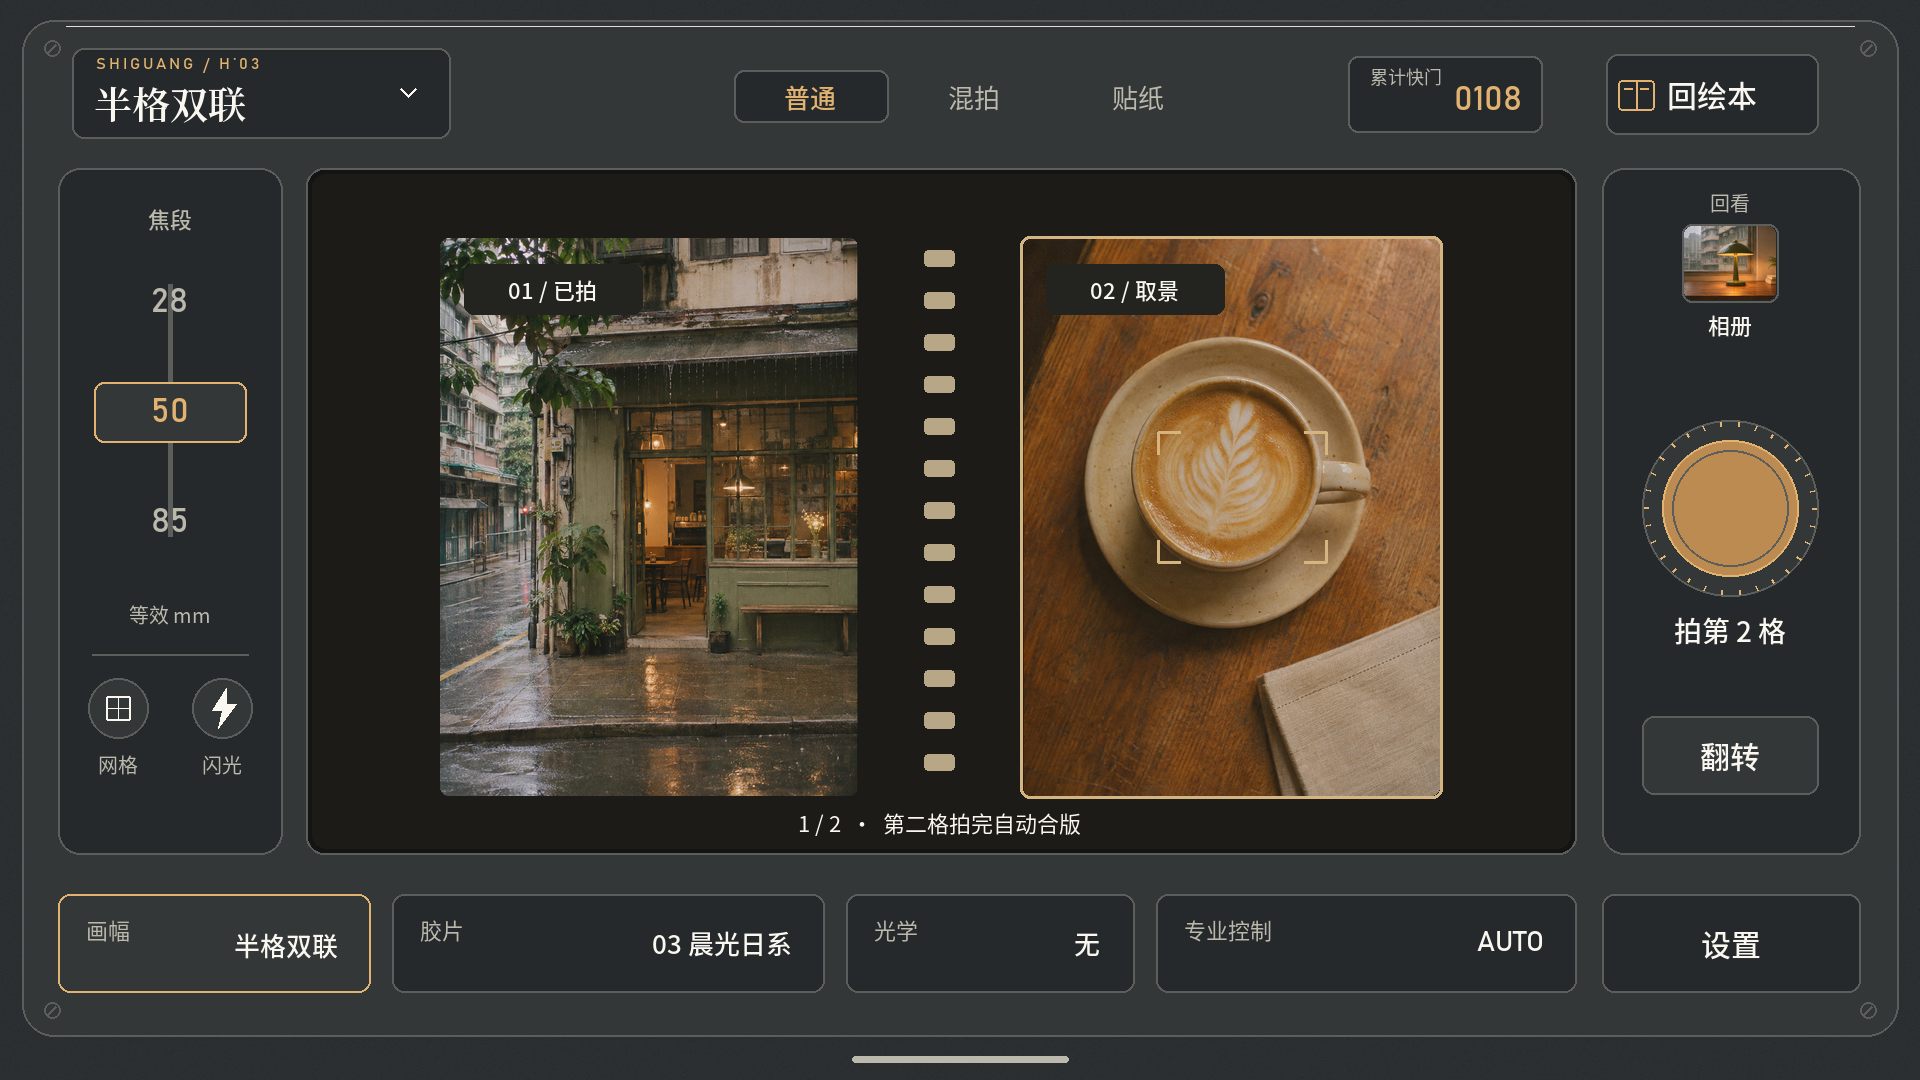 SHIGUANG / H·03
半格双联
普通
混拍
贴纸
累计快门
0108
回绘本
焦段
28
50
85
等效 mm
网格
闪光
01 / 已拍
02 / 取景
1 / 2 · 第二格拍完自动合版
回看
相册
拍第 2 格
翻转
画幅
半格双联
胶片
03 晨光日系
光学
无
专业控制
AUTO
设置